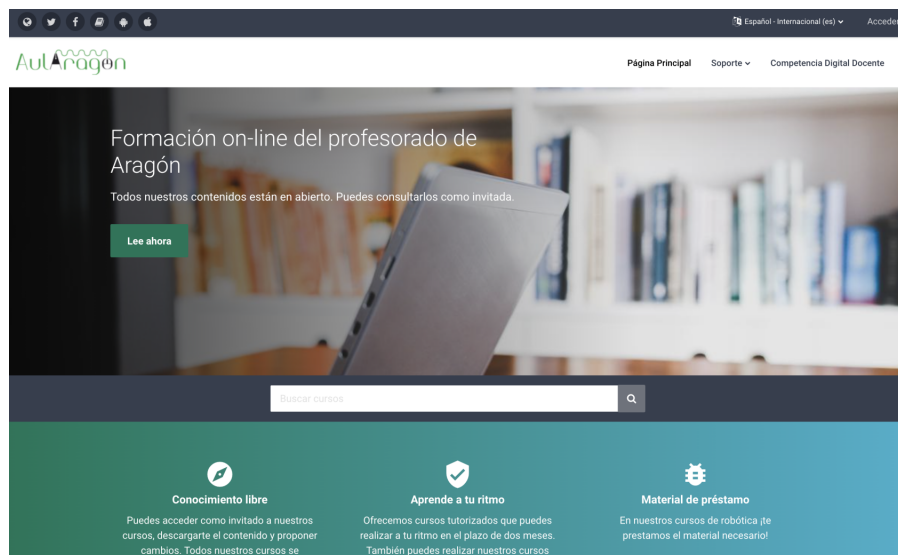 Español - Internacional (es)
Acceder
AulAragón
Página Principal
Soporte
Competencia Digital Docente
Formación on-line del profesorado de
Aragón
Todos nuestros contenidos están en abierto. Puedes consultarlos como invitada.
Lee ahora
Buscar cursos
Conocimiento libre
Puedes acceder como invitado a nuestros
cursos, descargarte el contenido y proponer
cambios. Todos nuestros cursos se
Aprende a tu ritmo
Ofrecemos cursos tutorizados que puedes
realizar a tu ritmo en el plazo de dos meses.
También puedes realizar nuestros cursos
Material de préstamo
En nuestros cursos de robótica ¡te
prestamos el material necesario!